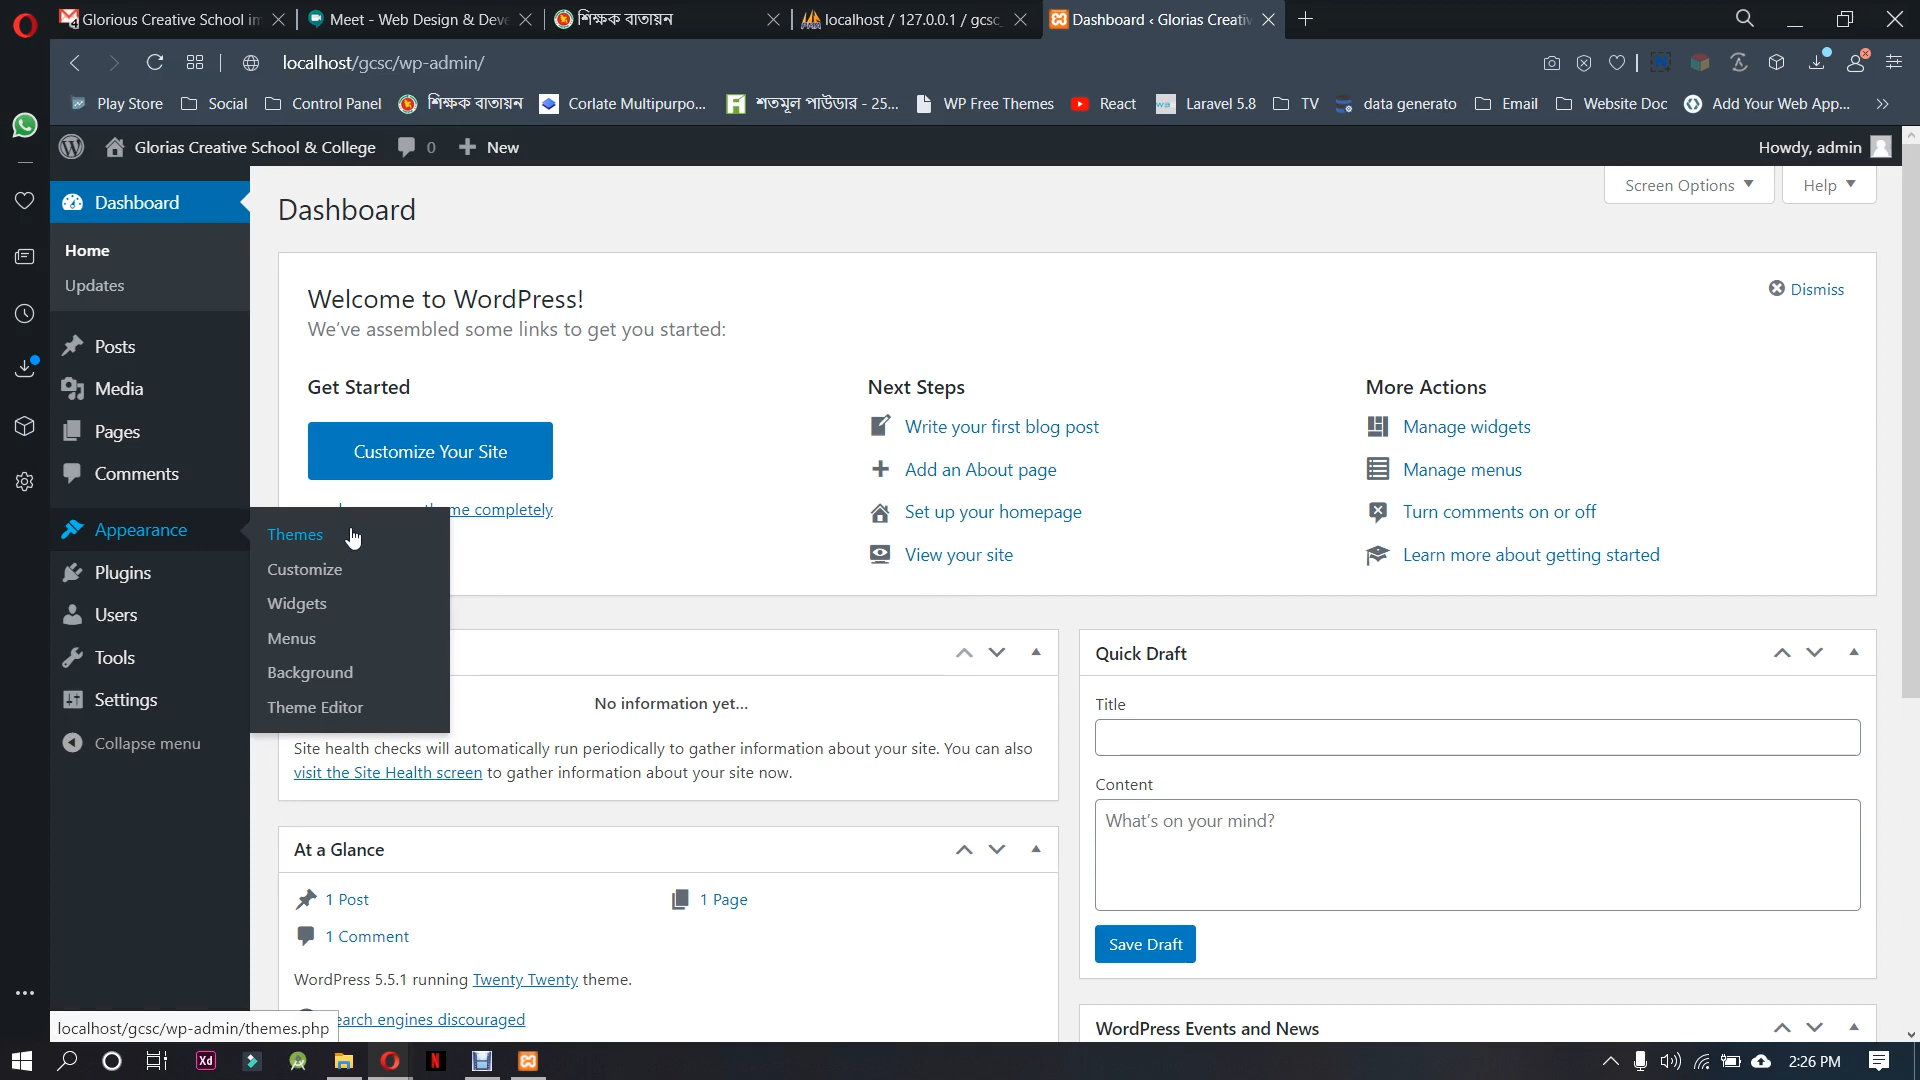 Glorious Creative School in
Meet - Web Design & Deve
শিক্ষক বাতায়ন
localhost / 127.0.0.1 / gcsc_
Dashboard ‹ Glorias Creativ
localhost/gcsc/wp-admin/
Play Store
Social
Control Panel
শিক্ষক বাতায়ন
Corlate Multipurpo...
শতমূল পাউডার - 25...
WP Free Themes
React
Laravel 5.8
TV
data generato
Email
Website Doc
Add Your Web App...
Glorias Creative School & College
0
New
Howdy, admin
Dashboard
Home
Updates
Posts
Media
Pages
Comments
Appearance
Plugins
Users
Tools
Settings
Collapse menu
Themes
Customize
Widgets
Menus
Background
Theme Editor
Screen Options
Help
Dashboard
Welcome to WordPress!
We've assembled some links to get you started:
Dismiss
Get Started
Customize Your Site
me completely
Next Steps
Write your first blog post
Add an About page
Set up your homepage
View your site
More Actions
Manage widgets
Manage menus
Turn comments on or off
Learn more about getting started
No information yet...
Site health checks will automatically run periodically to gather information about your site. You can also
visit the Site Health screen to gather information about your site now.
At a Glance
1 Post
1 Page
1 Comment
WordPress 5.5.1 running Twenty Twenty theme.
earch engines discouraged
Quick Draft
Title
Content
What's on your mind?
Save Draft
WordPress Events and News
localhost/gcsc/wp-admin/themes.php
Xd
N
2:26 PM